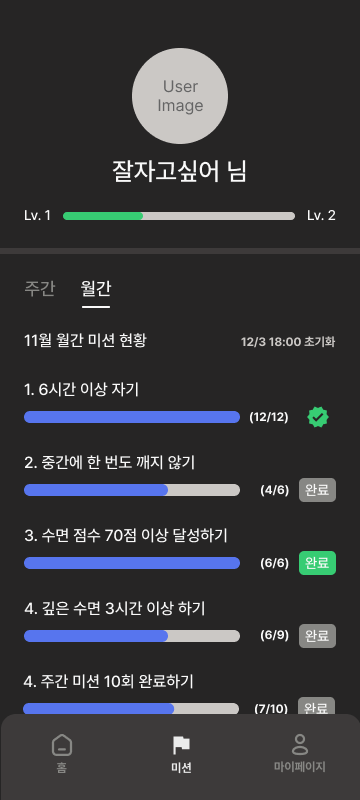 User
Image
잘자고싶어 님
Lv. 1 Lv. 2
주간 월간
11월 월간 미션 현황 12/3 18:00 초기화
1. 6시간 이상 자기
(12/12)
2. 중간에 한 번도 깨지 않기
(4/6) 완료
3. 수면 점수 70점 이상 달성하기
(6/6) 완료
4. 깊은 수면 3시간 이상 하기
(6/9) 완료
4. 주간 미션 10회 완료하기
(7/10) 완료
홈 미션 마이페이지